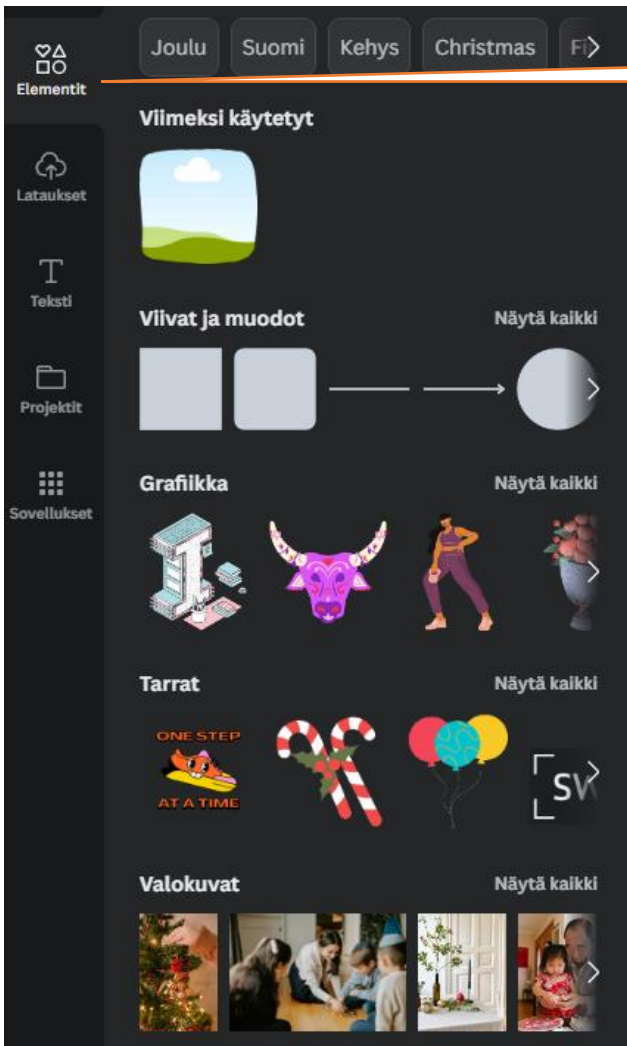 Elementit
Lataukset
Teksti
Projektit
Sovellukset
Joulu Suomi Kehys Christmas
Viimeksi käytetyt
Viivat ja muodot Näytä kaikki
Grafiikka Näytä kaikki
Tarrat Näytä kaikki
ONE STEP
AT A TIME
Valokuvat Näytä kaikki